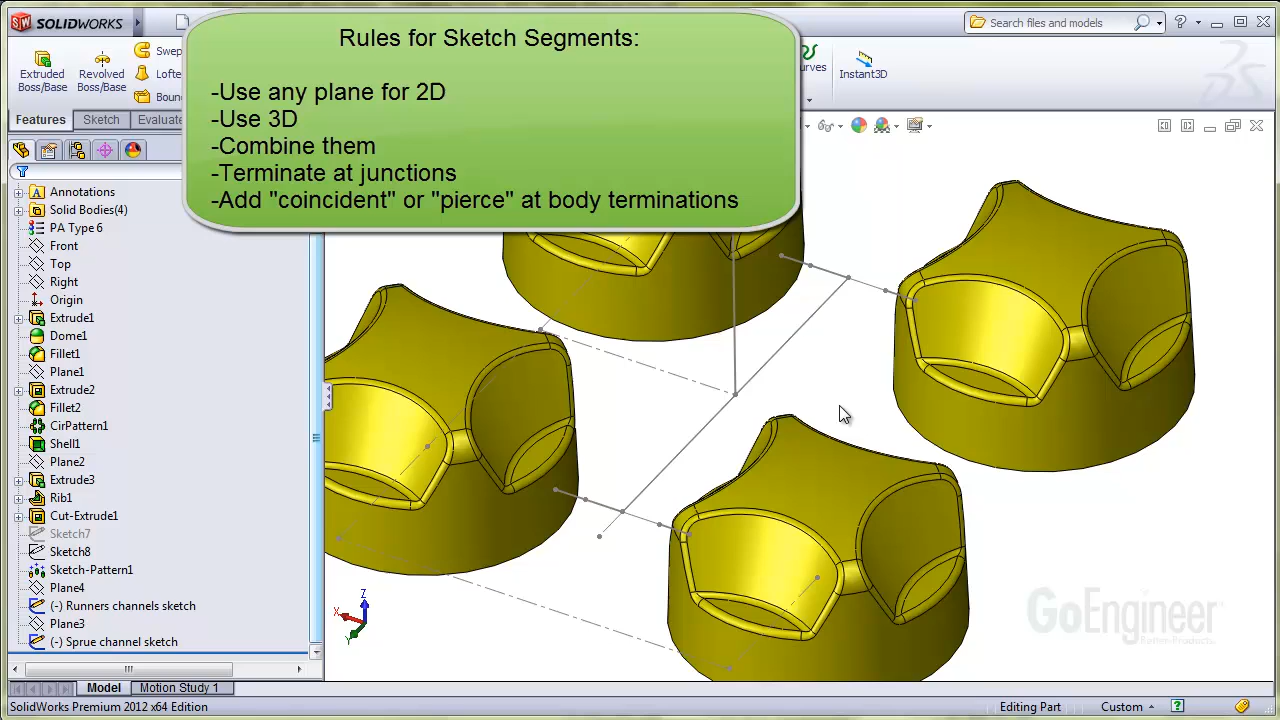 SOLIDWORKS
Search files and models
Rules for Sketch Segments:
-Use any plane for 2D
-Use 3D
-Combine them
-Terminate at junctions
-Add "coincident" or "pierce" at body terminations
Extruded Boss/Base
Revolved Boss/Base
Swep
Lofte
Boun
urves
Instant3D
Features
Sketch
Evaluate
Annotations
Solid Bodies(4)
PA Type 6
Front
Top
Right
Origin
Extrude1
Dome1
Fillet1
Plane1
Extrude2
Fillet2
CirPattern1
Shell1
Plane2
Extrude3
Rib1
Cut-Extrude1
Sketch7
Sketch8
Sketch-Pattern1
Plane4
(-) Runners channels sketch
Plane3
(-) Sprue channel sketch
Z
X
Y
GoEngineer
Model
Motion Study 1
SolidWorks Premium 2012 x64 Edition
Editing Part
Custom